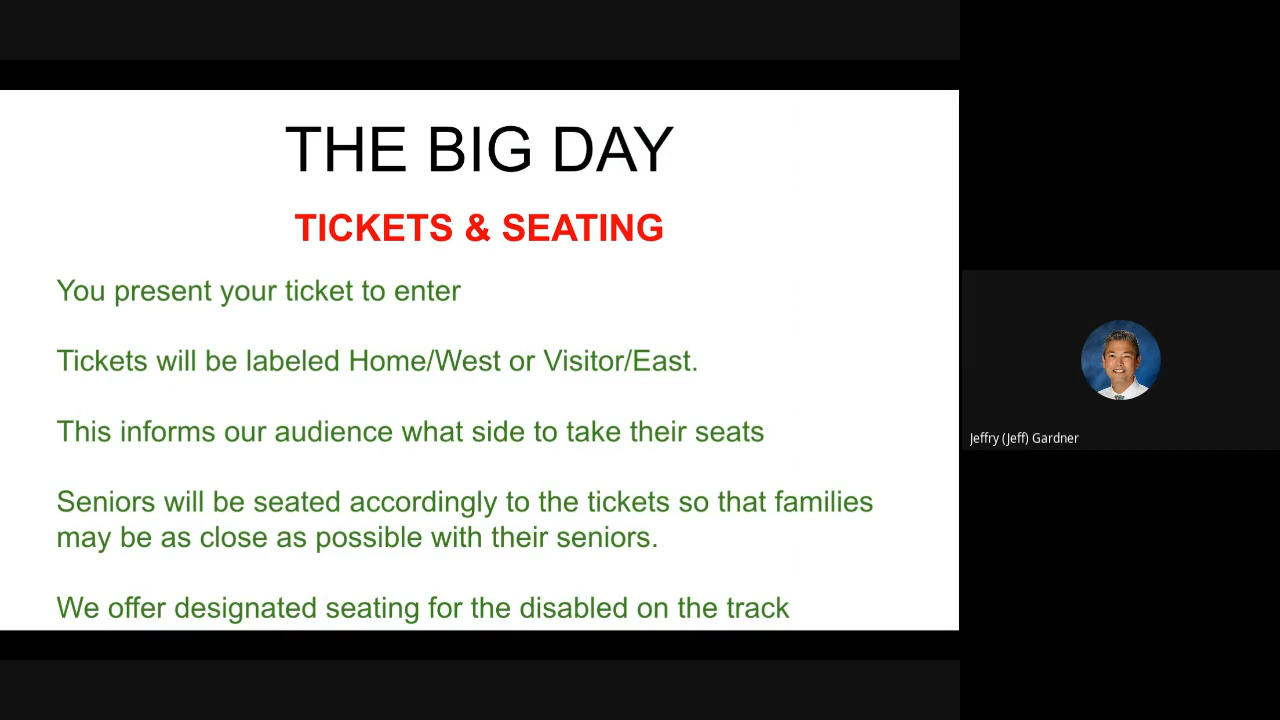 THE BIG DAY
TICKETS & SEATING
You present your ticket to enter
Tickets will be labeled Home/West or Visitor/East.
This informs our audience what side to take their seats
Seniors will be seated accordingly to the tickets so that families
may be as close as possible with their seniors.
We offer designated seating for the disabled on the track
Jeffry (Jeff) Gardner